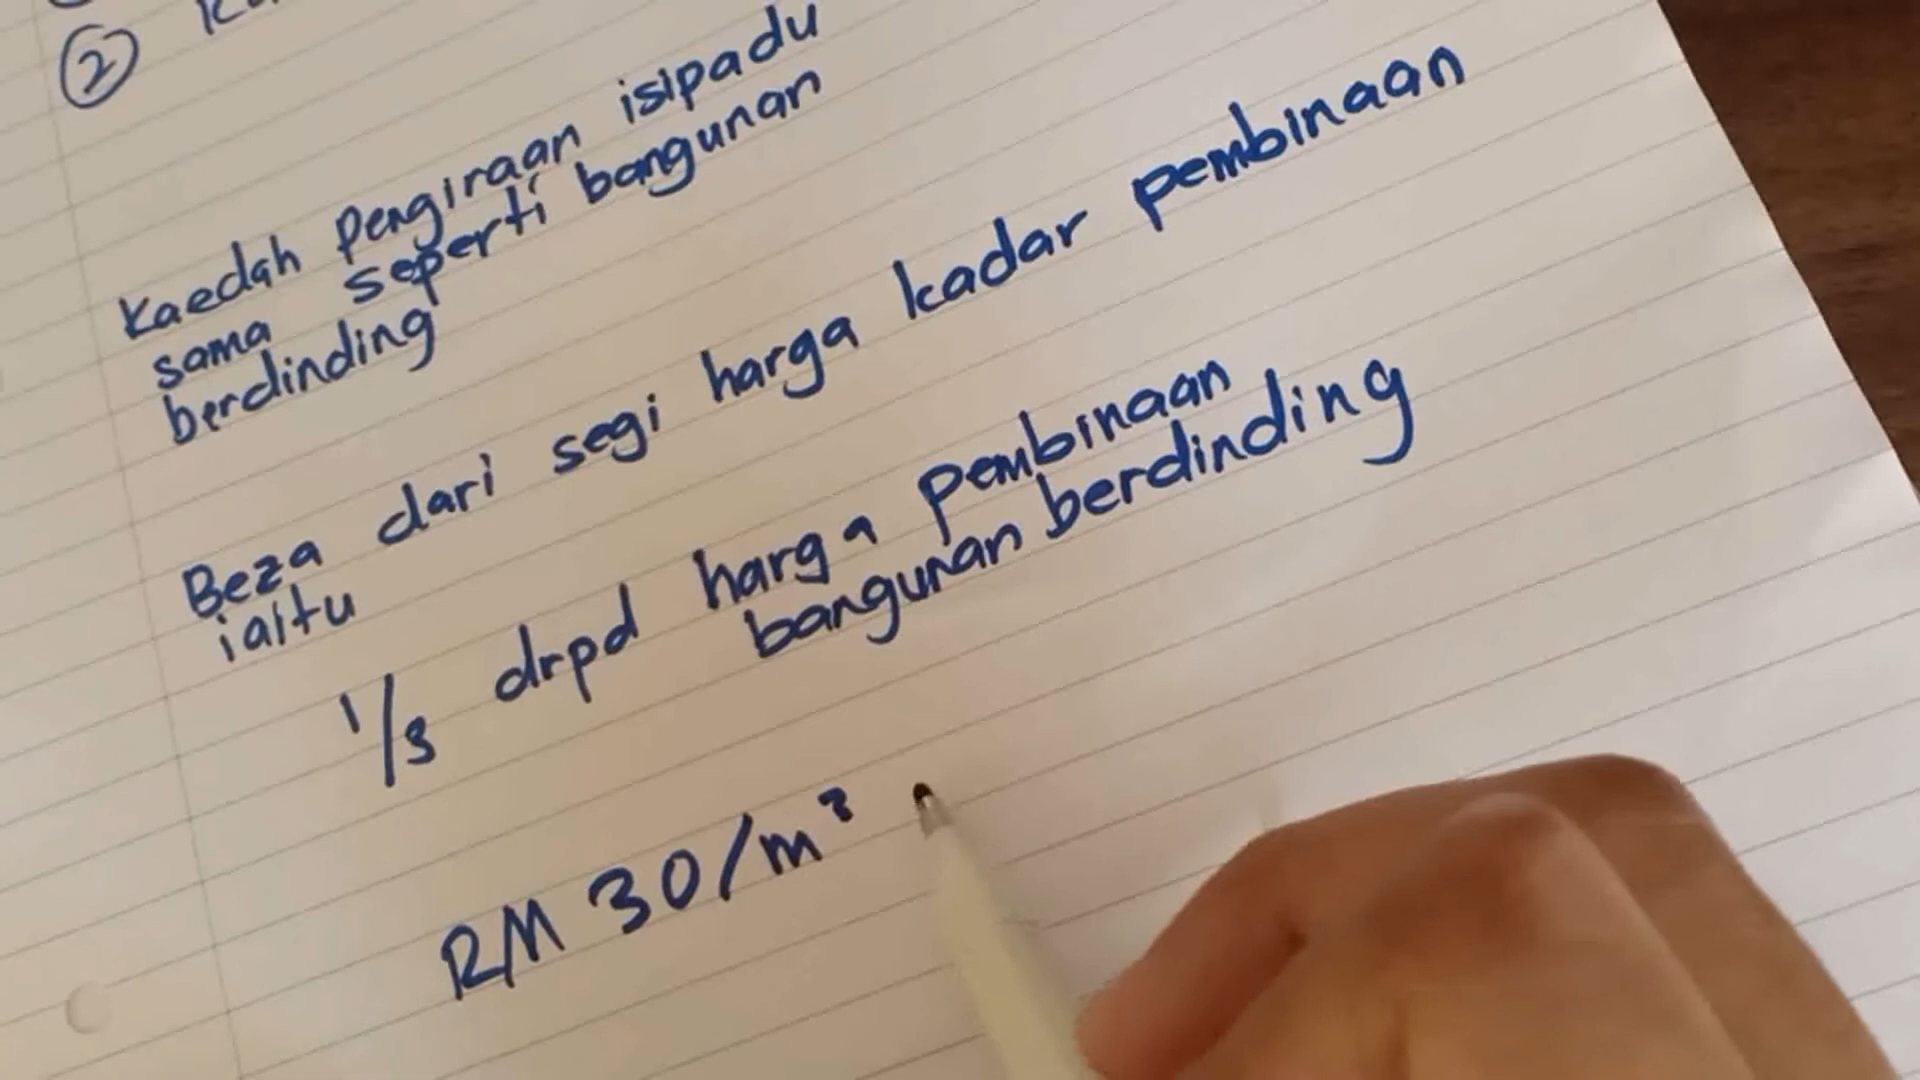 2
Kaedah pengiraan isipadu
sama seperti bangunan
berdinding
Beza dari segi harga kadar pembinaan
iaitu
1/3 drpd harga pembinaan
bangunan berdinding
RM 30/m³